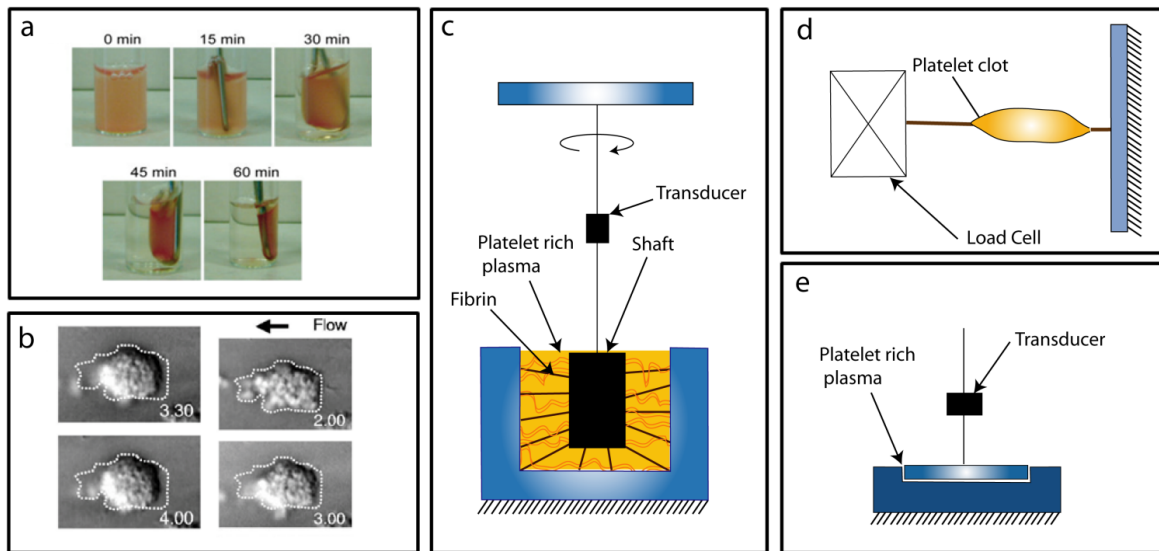 a
0 min
15 min
30 min
45 min
60 min
b
Flow
3.30
2.00
4.00
3.00
c
Transducer
Platelet rich
plasma
Shaft
Fibrin
d
Platelet clot
Load Cell
e
Transducer
Platelet rich
plasma